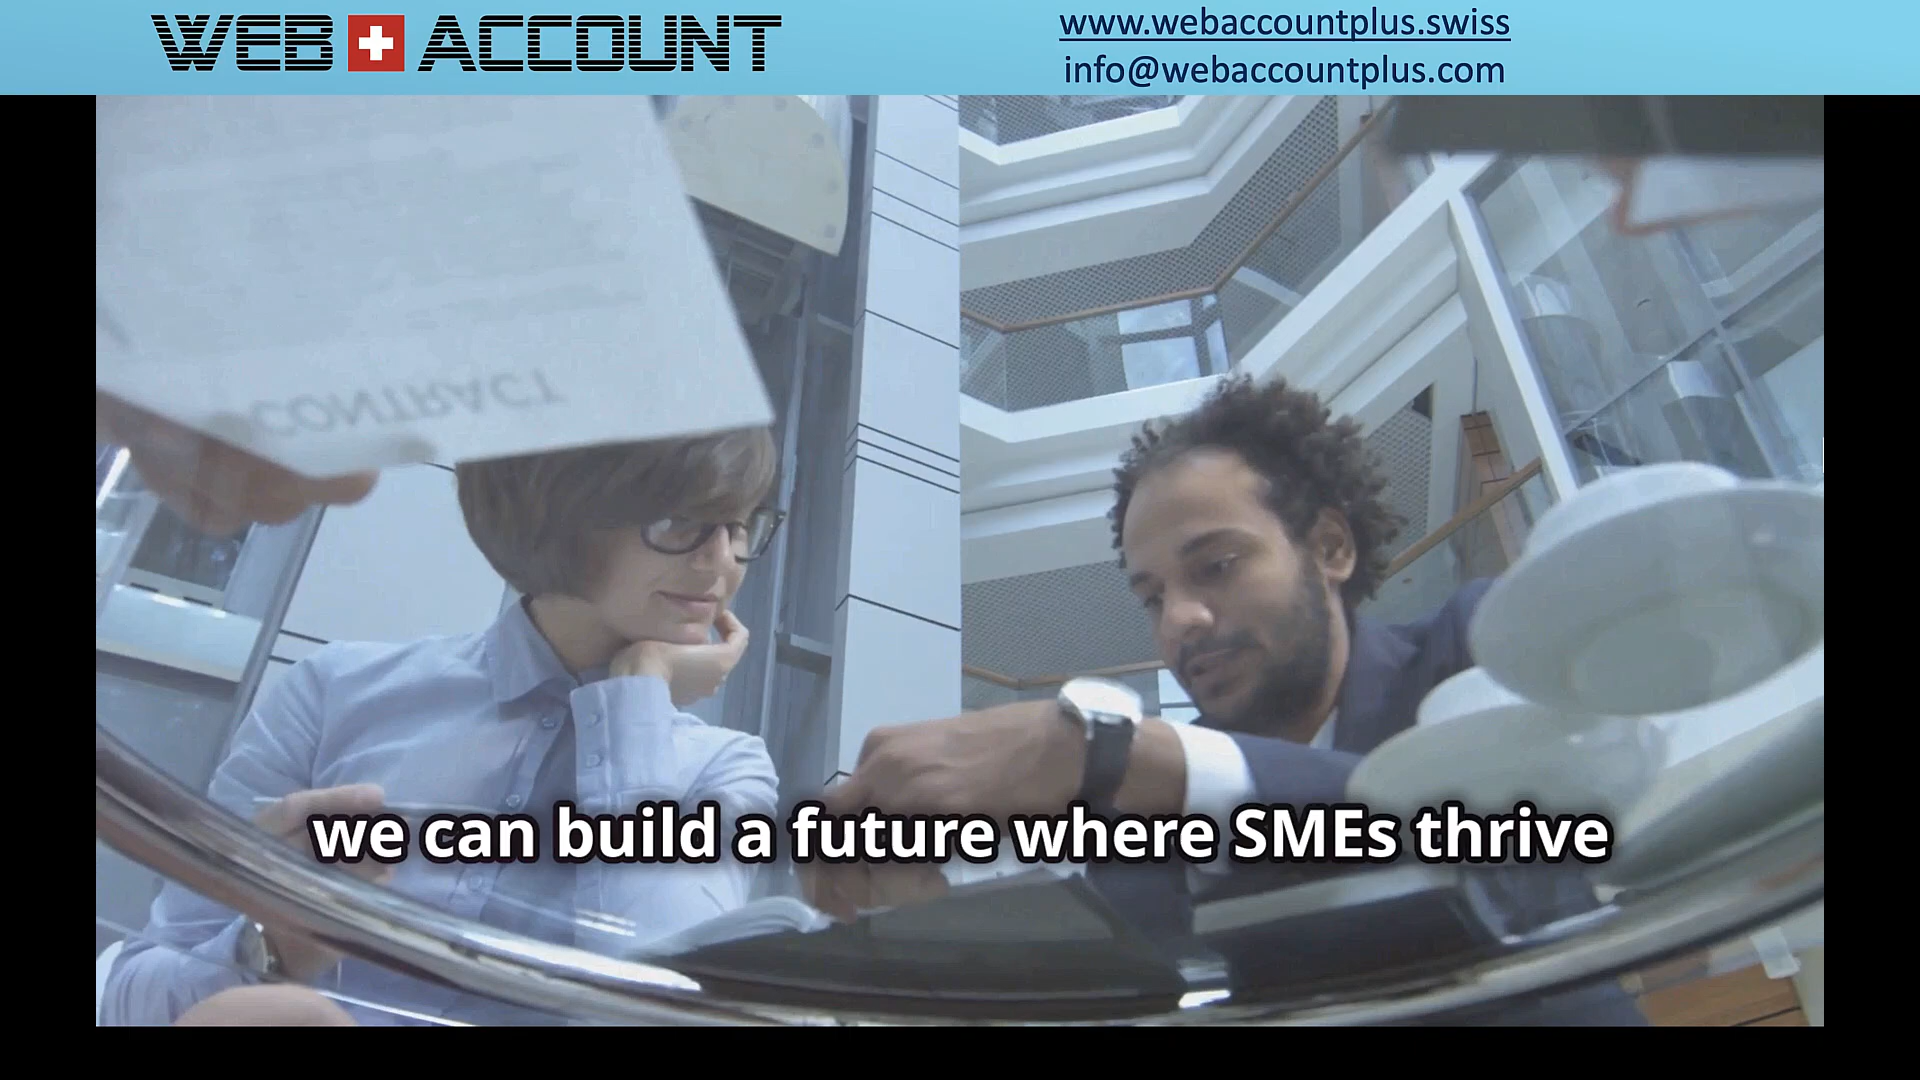 WEB ACCOUNT
www.webaccountplus.swiss
info@webaccountplus.com
CONTRACT
we can build a future where SMEs thrive